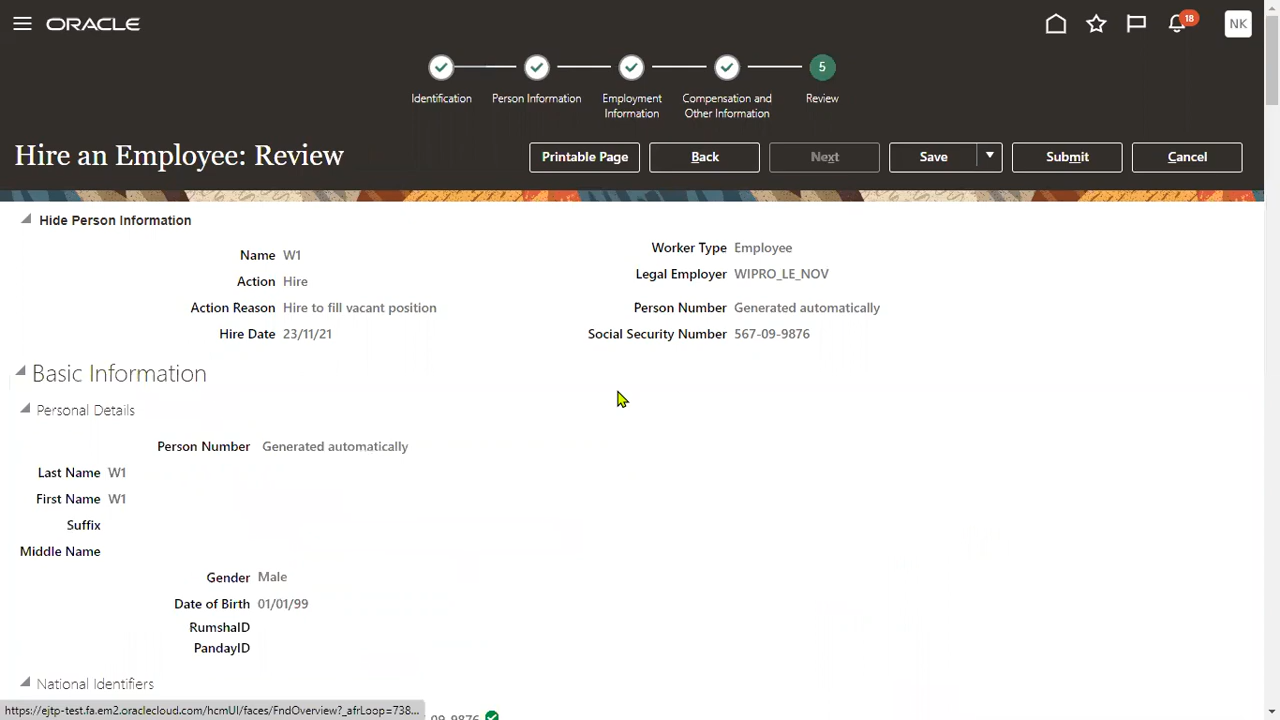 ORACLE
18
NK
5
Identification
Person Information
Employment Information
Compensation and Other Information
Review
Hire an Employee: Review
Printable Page
Back
Next
Save
Submit
Cancel
Hide Person Information
Name W1
Worker Type Employee
Action Hire
Legal Employer WIPRO_LE_NOV
Action Reason Hire to fill vacant position
Person Number Generated automatically
Hire Date 23/11/21
Social Security Number 567-09-9876
Basic Information
Personal Details
Person Number Generated automatically
Last Name W1
First Name W1
Suffix
Middle Name
Gender Male
Date of Birth 01/01/99
RumshaID
PandayID
National Identifiers
09-9876
https://ejtp-test.fa.em2.oraclecloud.com/hcmUI/faces/FndOverview?_afrLoop=738...